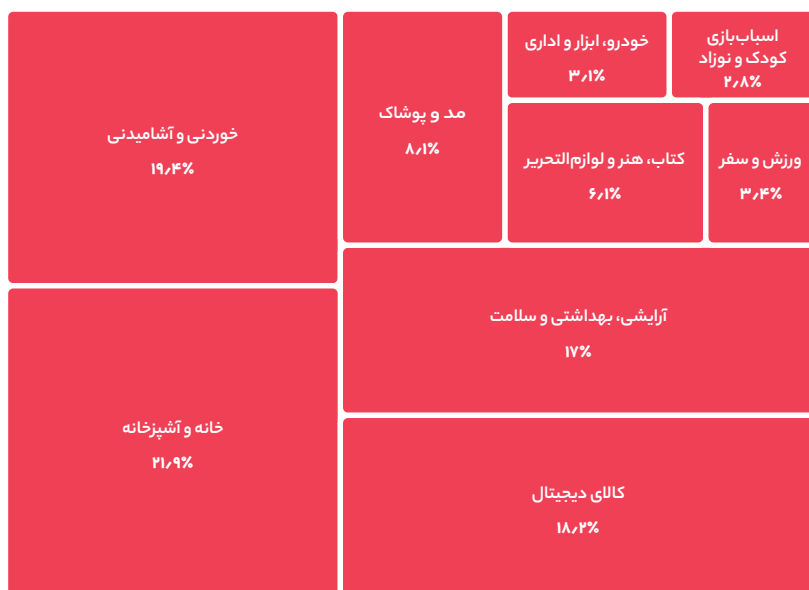 اسباب‌بازی
کودک و نوزاد
۲٫۸٪
خودرو، ابزار و اداری
۳٫۱٪
مد و پوشاک
۸٫۱٪
خوردنی و آشامیدنی
۱۹٫۴٪
ورزش و سفر
۳٫۴٪
کتاب، هنر و لوازم‌التحریر
۶٫۱٪
آرایشی، بهداشتی و سلامت
۱۷٪
خانه و آشپزخانه
۲۱٫۹٪
کالای دیجیتال
۱۸٫۲٪